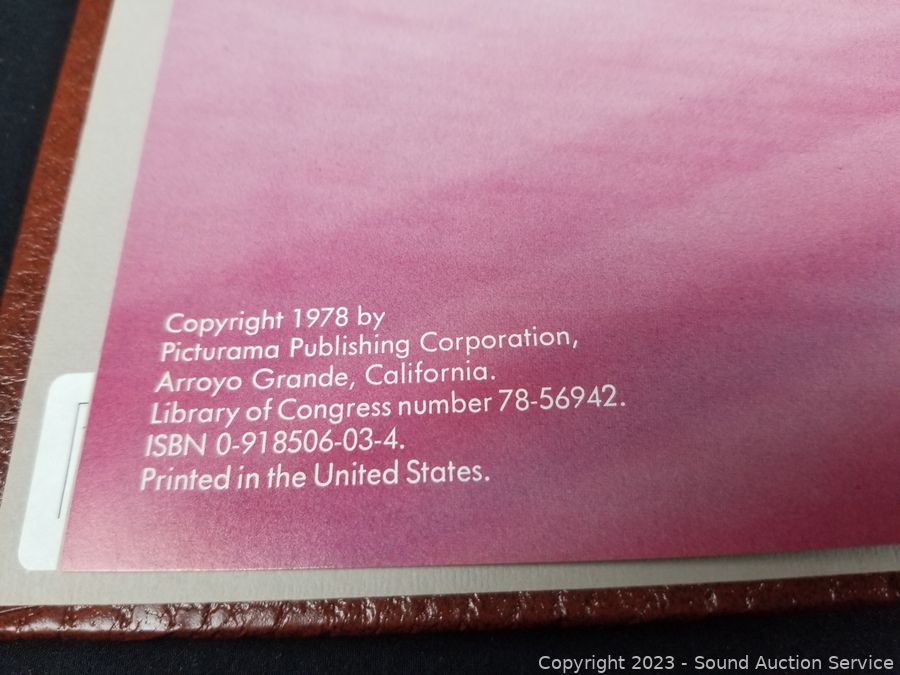 Copyright 1978 by
Picturama Publishing Corporation,
Arroyo Grande, California.
Library of Congress number 78-56942.
ISBN 0-918506-03-4.
Printed in the United States.
Copyright 2023 - Sound Auction Service